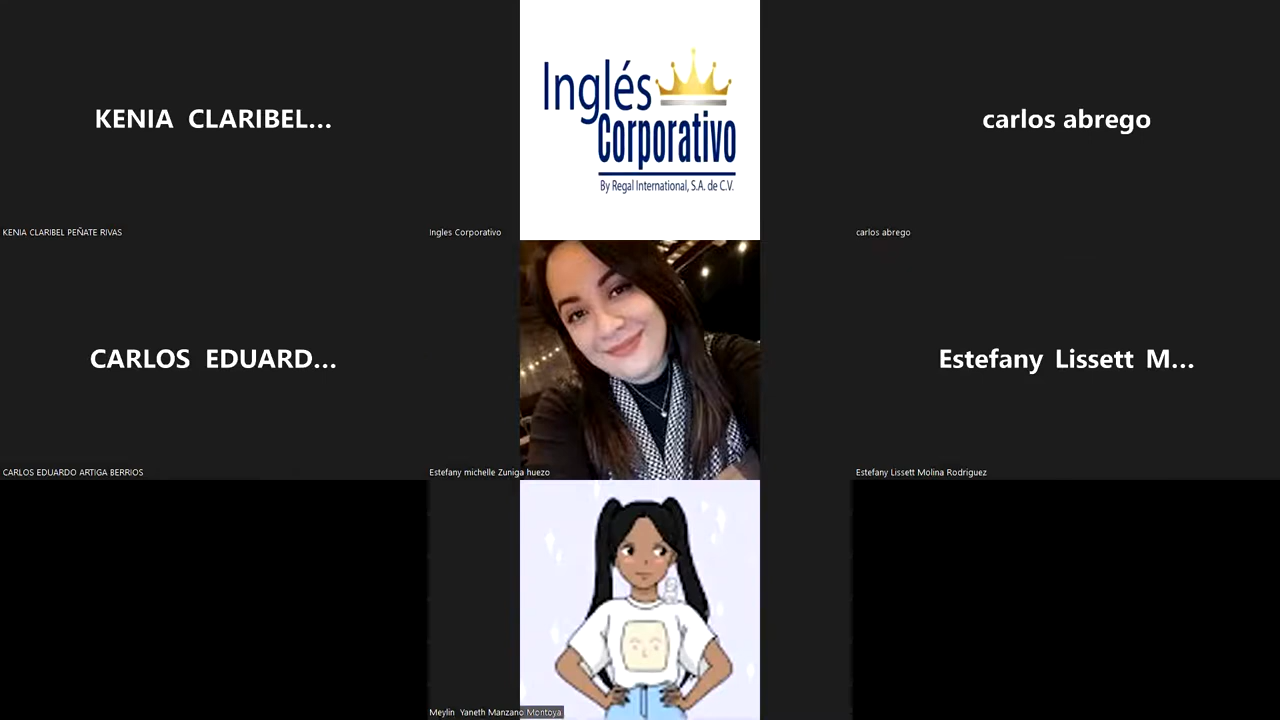 KENIA CLARIBEL...
Inglés
Corporativo
By Regal International, S.A. de C.V.
carlos abrego
KENIA CLARIBEL PEÑATE RIVAS
Ingles Corporativo
carlos abrego
CARLOS EDUARD...
Estefany Lissett M...
CARLOS EDUARDO ARTIGA BERRIOS
Estefany michelle Zuniga huezo
Estefany Lissett Molina Rodriguez
Meylin Yaneth Manzano Montoya